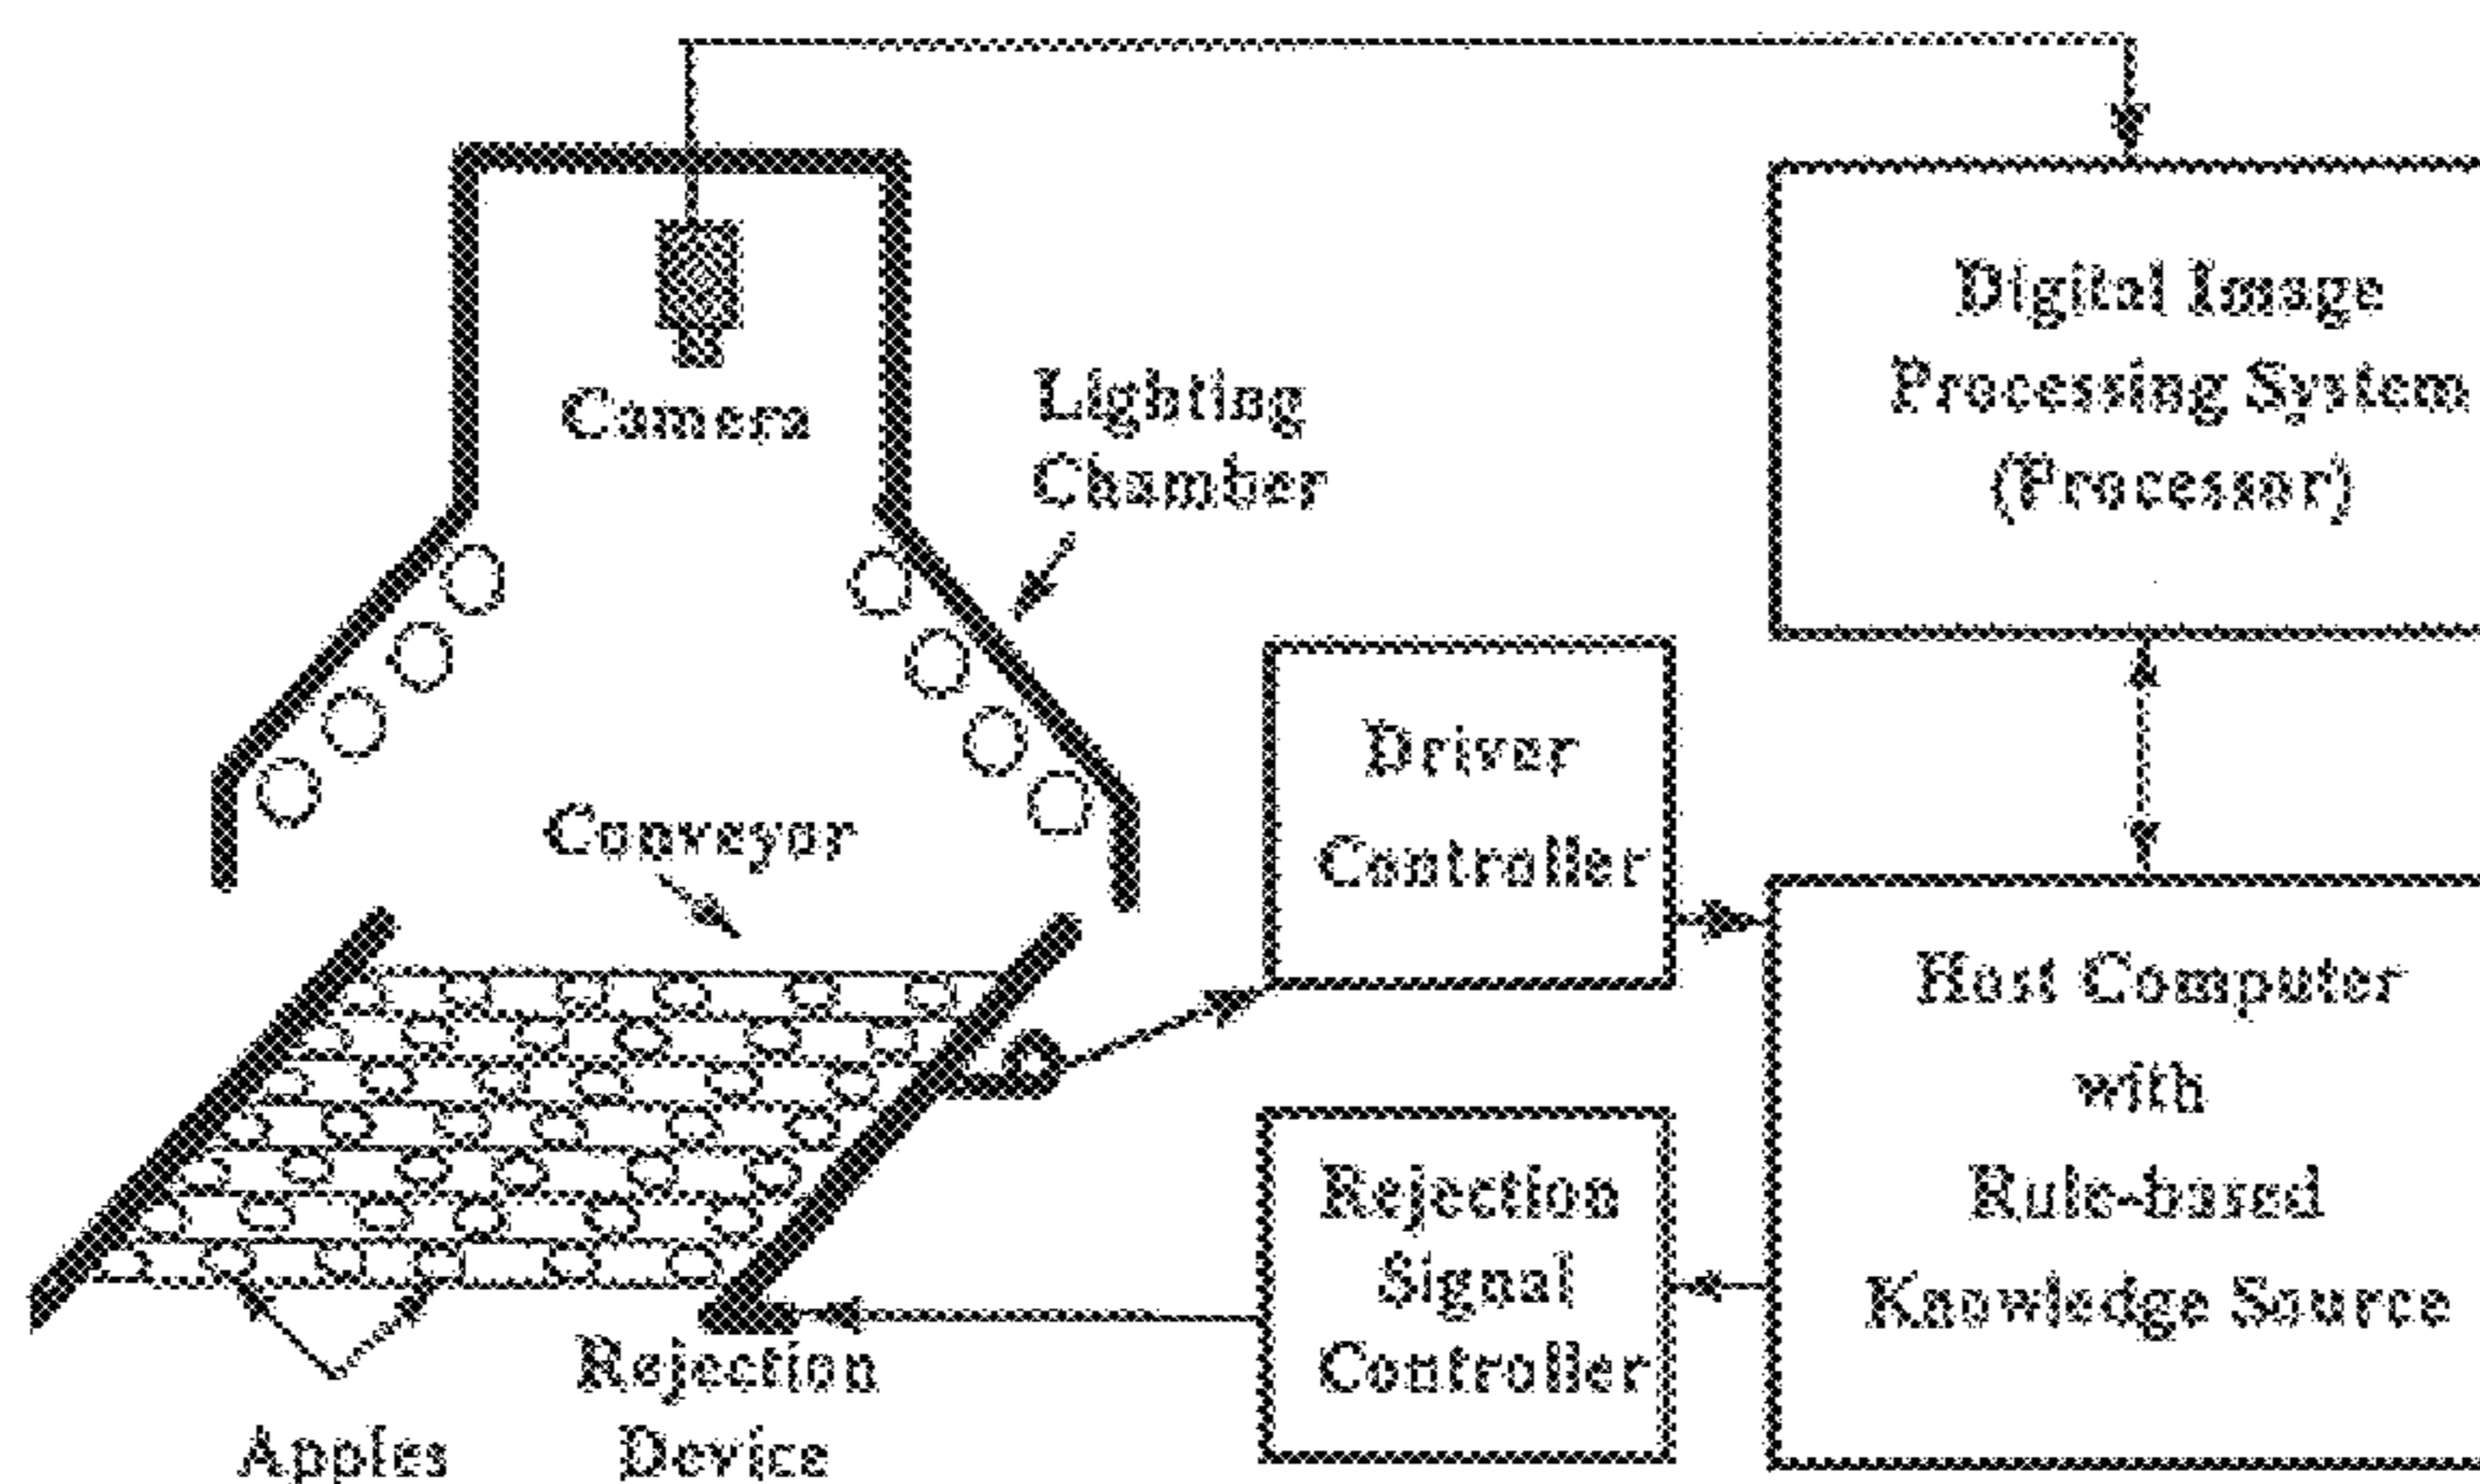 Camera
Lighting
Chamber
Digital Image
Processing System
(Processor)
Conveyor
Driver
Controller
Host Computer
with
Rule-based
Knowledge Source
Rejection
Signal
Controller
Apples
Rejection
Device